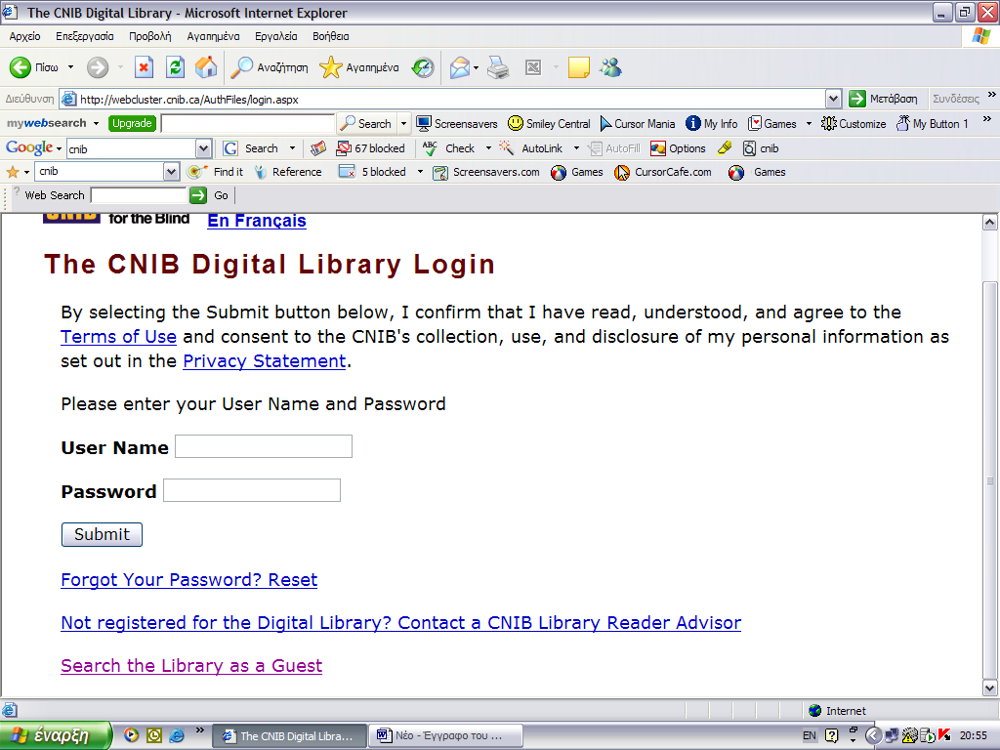 The CNIB Digital Library - Microsoft Internet Explorer
Αρχείο Επεξεργασία Προβολή Αγαπημένα Εργαλεία Βοήθεια
Πίσω Αναζήτηση Αγαπημένα
Διεύθυνση http://webcluster.cnib.ca/AuthFiles/login.aspx Μετάβαση Συνδέσεις »
mywebsearch Upgrade Search Screensavers Smiley Central Cursor Mania My Info Games Customize My Button 1 »
Google cnib G Search 67 blocked ABC Check AutoLink AutoFill Options cnib
cnib Find it Reference 5 blocked Screensavers.com Games CursorCafe.com Games
? Web Search Go
CNIB for the Blind En Français
The CNIB Digital Library Login
By selecting the Submit button below, I confirm that I have read, understood, and agree to the
Terms of Use and consent to the CNIB's collection, use, and disclosure of my personal information as
set out in the Privacy Statement.
Please enter your User Name and Password
User Name
Password
Submit
Forgot Your Password? Reset
Not registered for the Digital Library? Contact a CNIB Library Reader Advisor
Search the Library as a Guest
Internet
έναρξη » The CNIB Digital Libra... Νέο - Έγγραφο του ... EN ? 20:55